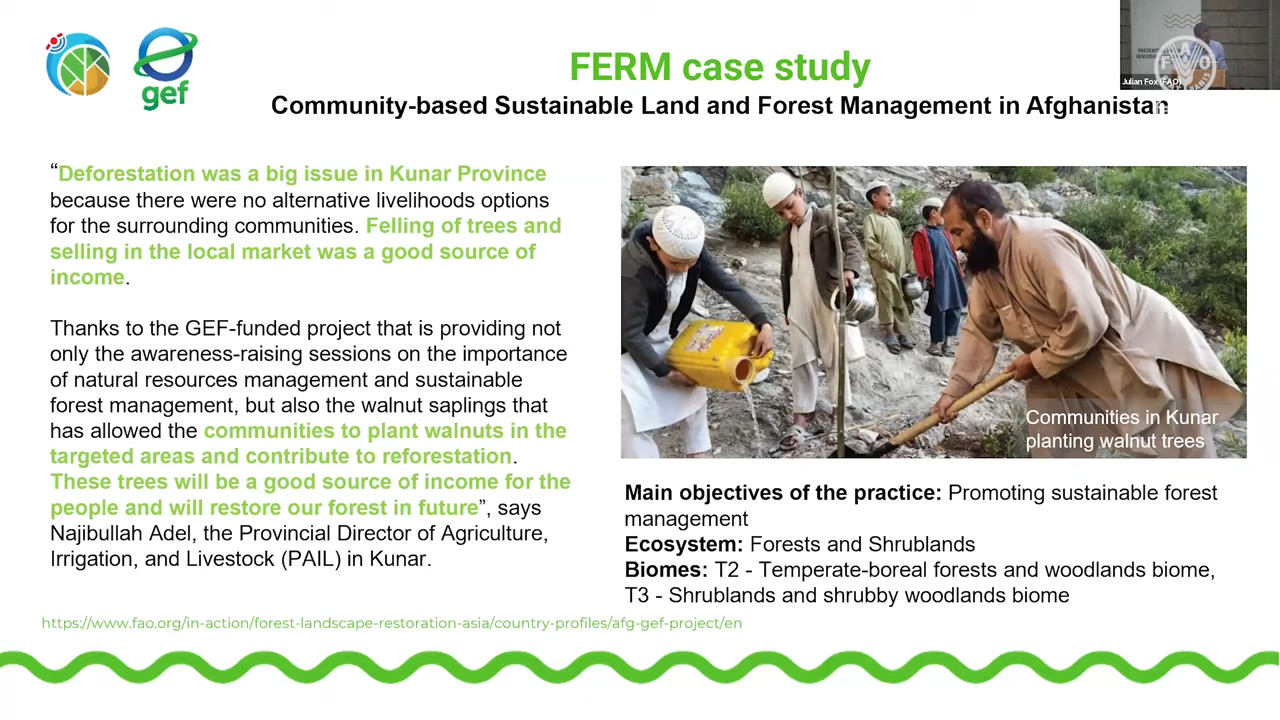 gef
FERM case study
Community-based Sustainable Land and Forest Management in Afghanistan
Julian Fox (FAO)
“Deforestation was a big issue in Kunar Province
because there were no alternative livelihoods options
for the surrounding communities. Felling of trees and
selling in the local market was a good source of
income.
Thanks to the GEF-funded project that is providing not
only the awareness-raising sessions on the importance
of natural resources management and sustainable
forest management, but also the walnut saplings that
has allowed the communities to plant walnuts in the
targeted areas and contribute to reforestation.
These trees will be a good source of income for the
people and will restore our forest in future”, says
Najibullah Adel, the Provincial Director of Agriculture,
Irrigation, and Livestock (PAIL) in Kunar.
Communities in Kunar
planting walnut trees
Main objectives of the practice: Promoting sustainable forest
management
Ecosystem: Forests and Shrublands
Biomes: T2 - Temperate-boreal forests and woodlands biome,
T3 - Shrublands and shrubby woodlands biome
https://www.fao.org/in-action/forest-landscape-restoration-asia/country-profiles/afg-gef-project/en